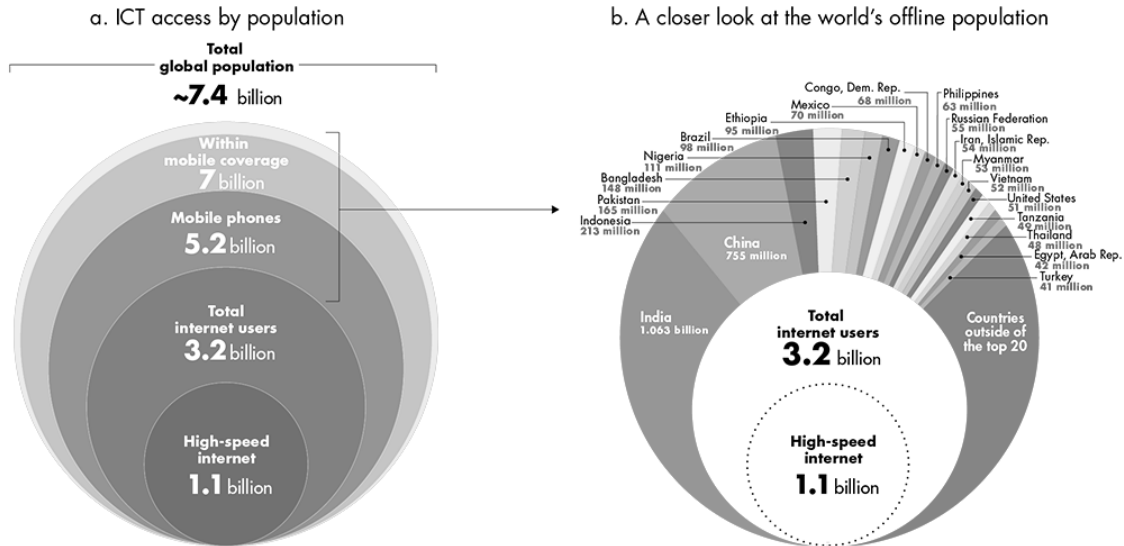 a. ICT access by population
Total
global population
~7.4 billion
Within
mobile coverage
7 billion
Mobile phones
5.2 billion
Total
internet users
3.2 billion
High-speed
internet
1.1 billion
b. A closer look at the world's offline population
Congo, Dem. Rep.
68 million
Mexico
70 million
Ethiopia
95 million
Brazil
98 million
Nigeria
111 million
Bangladesh
148 million
Pakistan
165 million
Indonesia
213 million
China
755 million
India
1.063 billion
Philippines
63 million
Russian Federation
55 million
Iran, Islamic Rep.
54 million
Myanmar
53 million
Vietnam
52 million
United States
51 million
Tanzania
49 million
Thailand
48 million
Egypt, Arab Rep.
42 million
Turkey
41 million
Countries
outside of
the top 20
Total
internet users
3.2 billion
High-speed
internet
1.1 billion